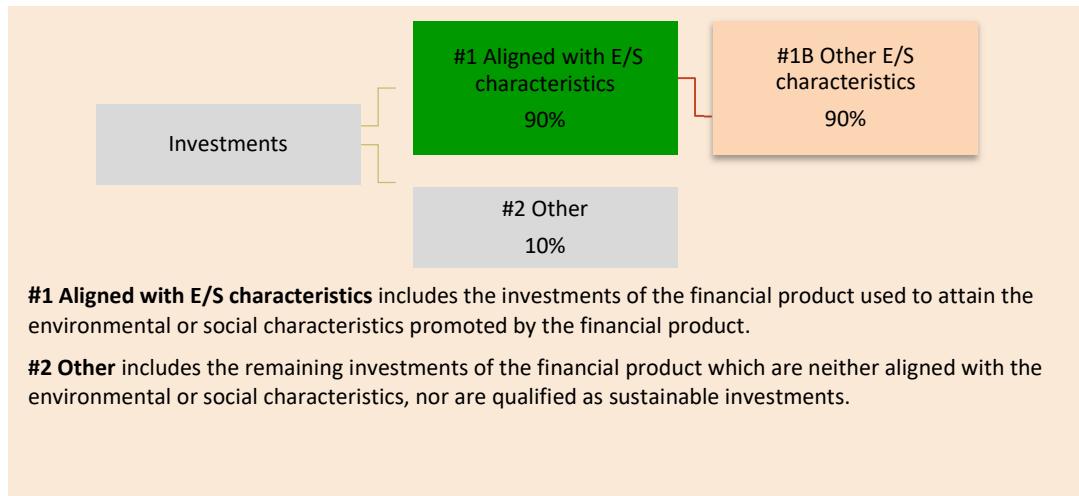 #1 Aligned with E/S
characteristics
90%
#1B Other E/S
characteristics
90%
Investments
#2 Other
10%
#1 Aligned with E/S characteristics includes the investments of the financial product used to attain the
environmental or social characteristics promoted by the financial product.
#2 Other includes the remaining investments of the financial product which are neither aligned with the
environmental or social characteristics, nor are qualified as sustainable investments.